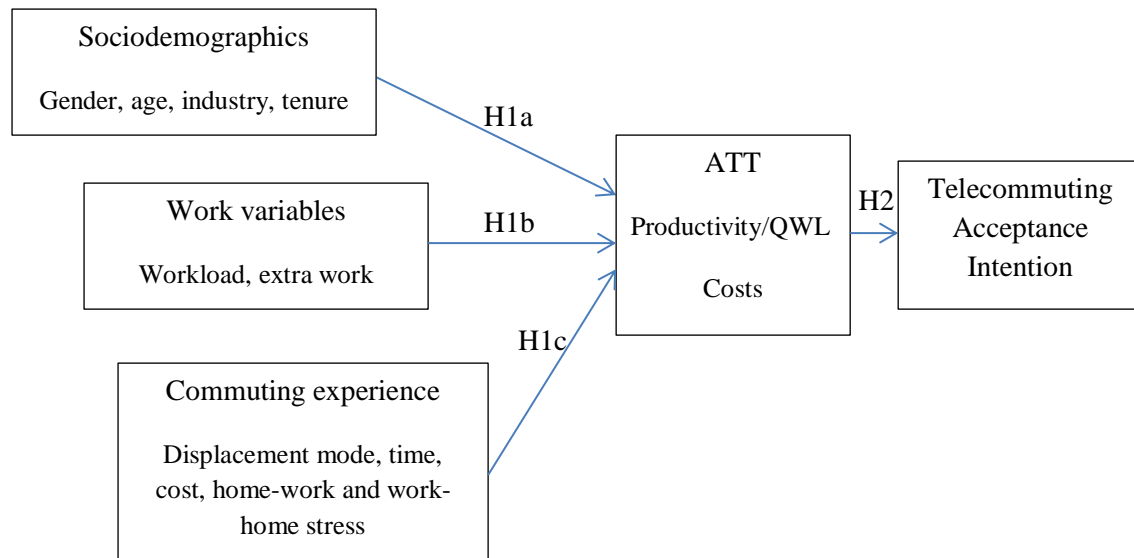 Sociodemographics
Gender, age, industry, tenure
H1a
Work variables
Workload, extra work
H1b
Commuting experience
Displacement mode, time,
cost, home-work and work-
home stress
H1c
ATT
Productivity/QWL
Costs
H2
Telecommuting
Acceptance
Intention